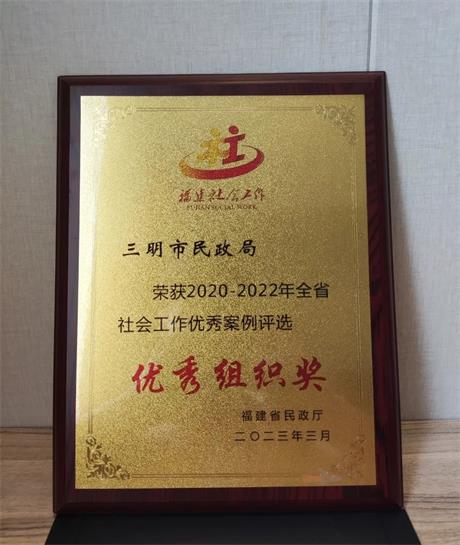 社工
福建社会工作
FUJIAN SOCIAL WORK
三明市民政局
荣获2020-2022年全省
社会工作优秀案例评选
优秀组织奖
福建省民政厅
二〇二三年三月